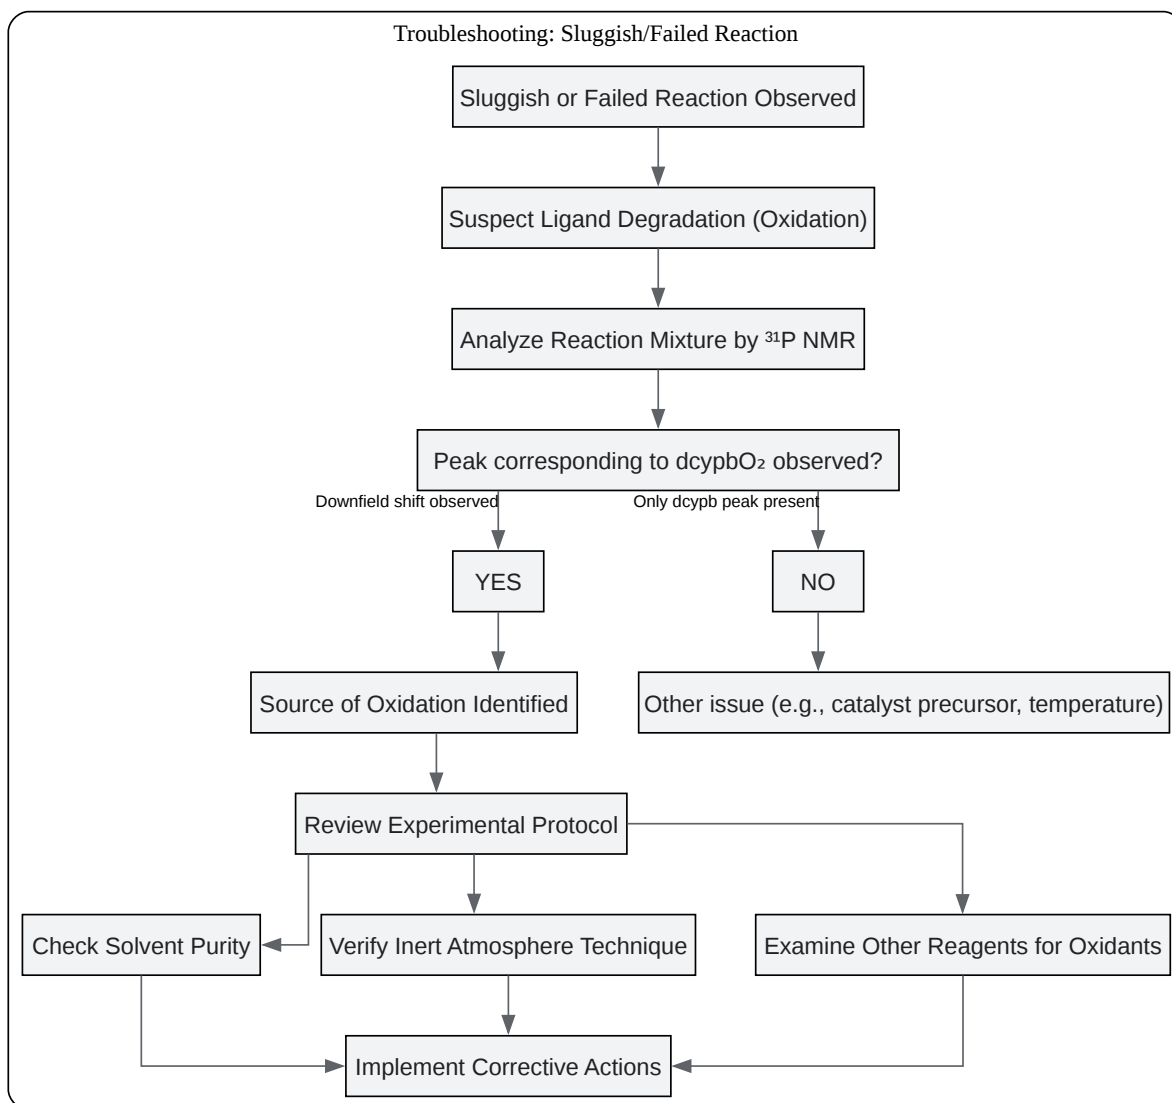 Troubleshooting: Sluggish/Failed Reaction
Sluggish or Failed Reaction Observed
Suspect Ligand Degradation (Oxidation)
Analyze Reaction Mixture by ³¹P NMR
Peak corresponding to dcypbO₂ observed?
Downfield shift observed
Only dcypb peak present
YES
NO
Source of Oxidation Identified
Other issue (e.g., catalyst precursor, temperature)
Review Experimental Protocol
Check Solvent Purity
Verify Inert Atmosphere Technique
Examine Other Reagents for Oxidants
Implement Corrective Actions